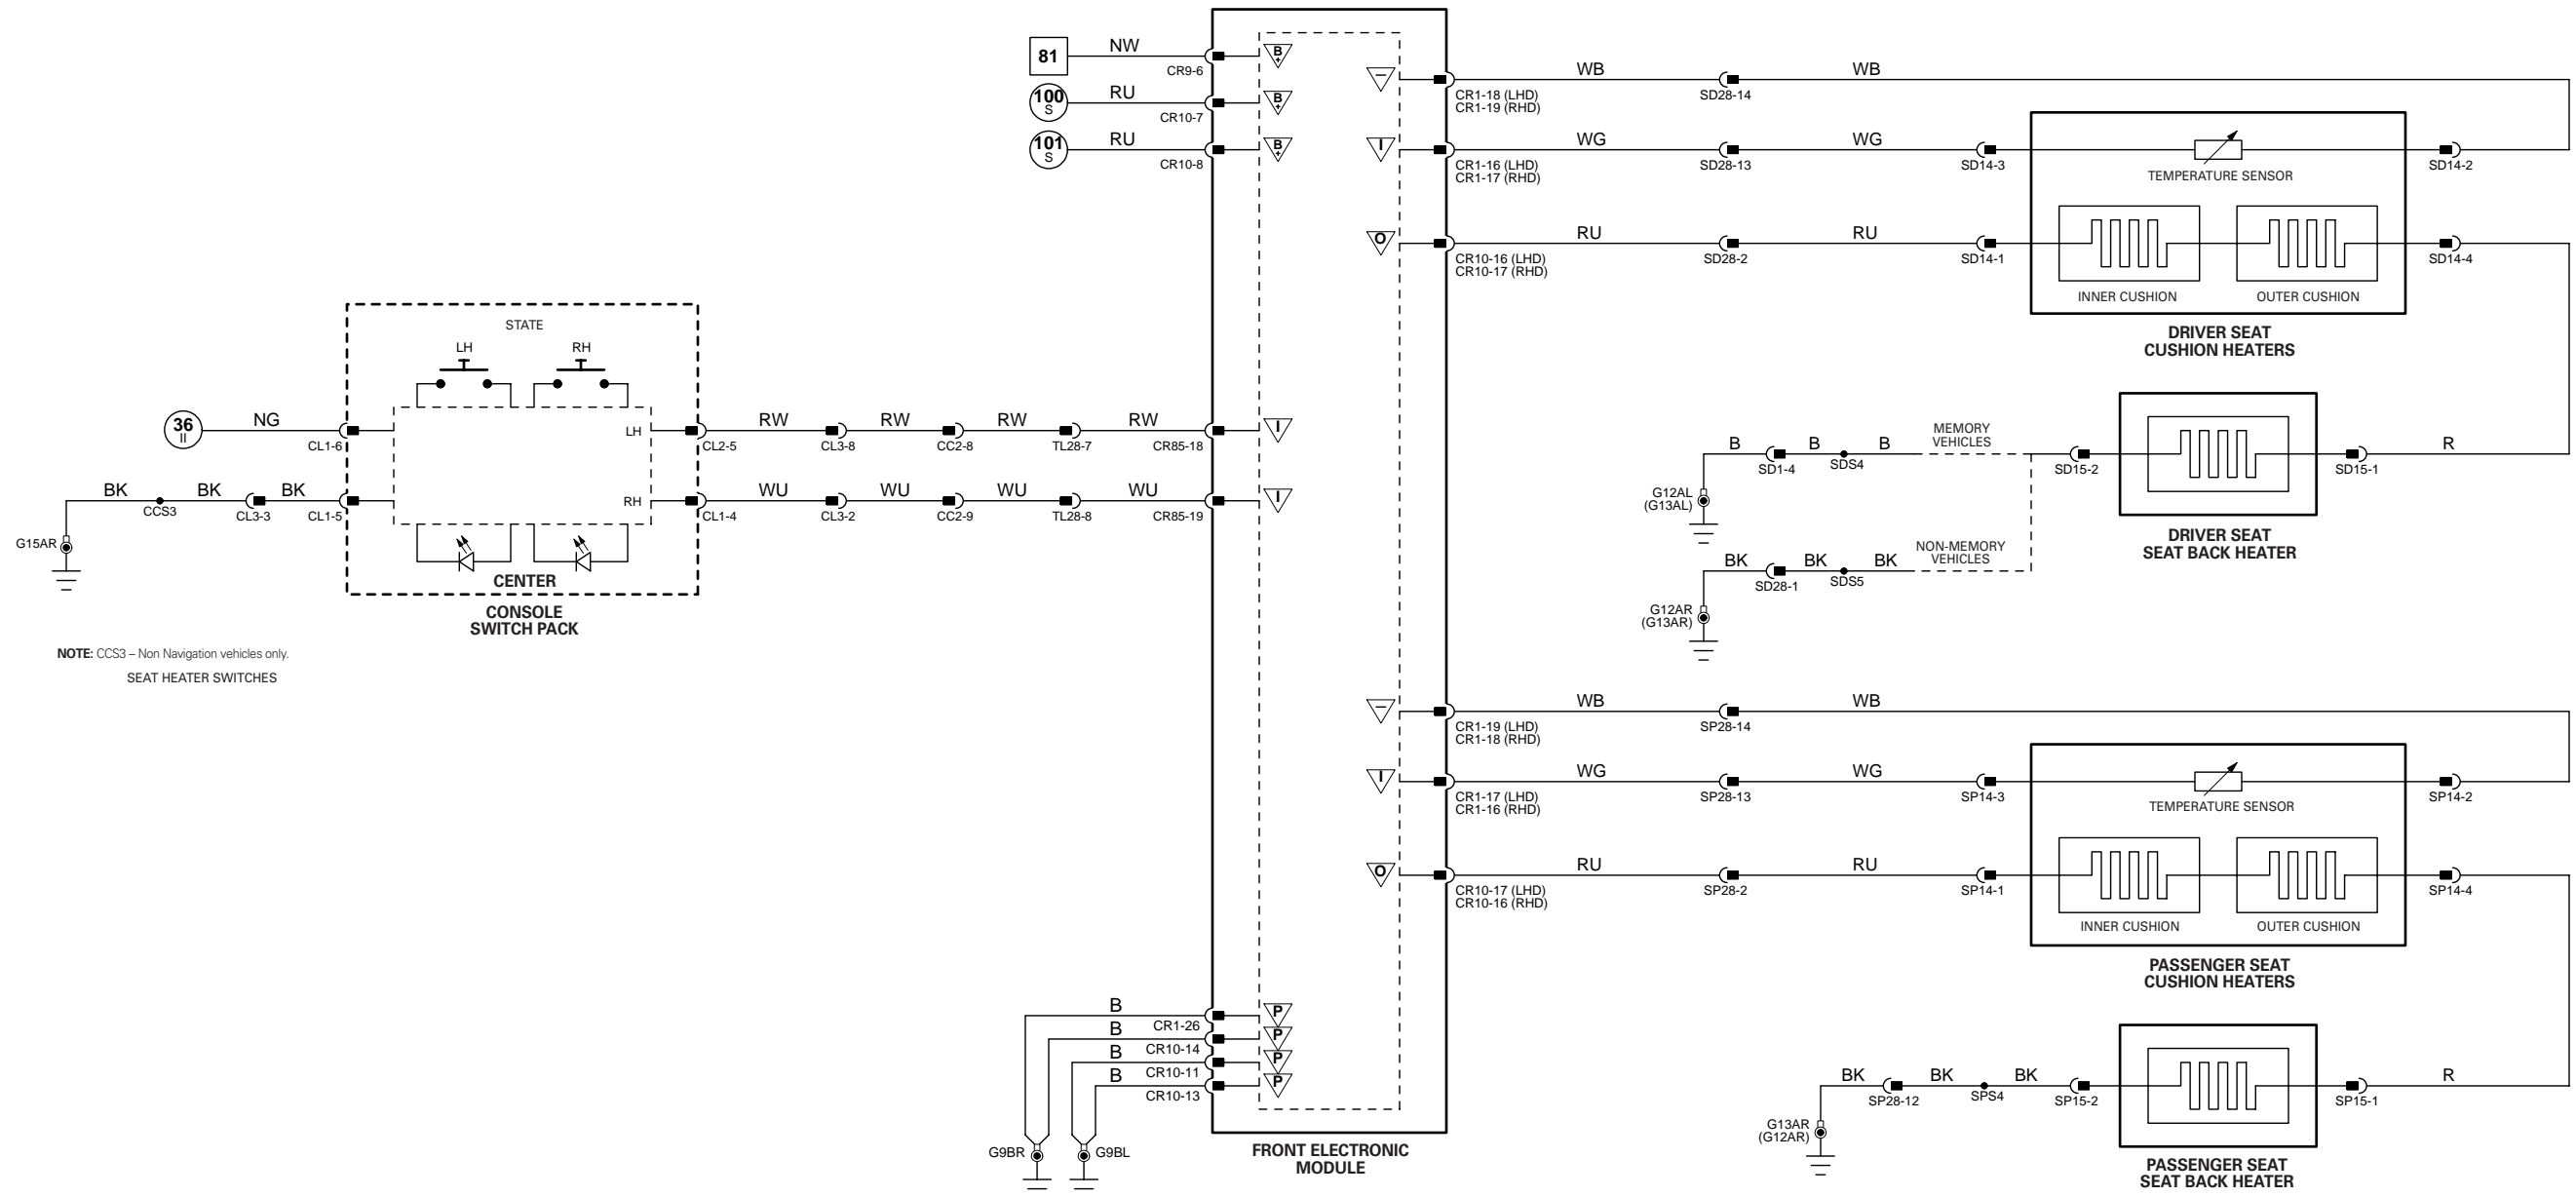 81
NW
CR9-6
B
+
100
S
RU
CR10-7
B
+
101
S
RU
CR10-8
B
+
–
CR1-18 (LHD)
CR1-19 (RHD)
WB
SD28-14
WB
I
CR1-16 (LHD)
CR1-17 (RHD)
WG
SD28-13
WG
SD14-3
TEMPERATURE SENSOR
SD14-2
O
CR10-16 (LHD)
CR10-17 (RHD)
RU
SD28-2
RU
SD14-1
INNER CUSHION
OUTER CUSHION
SD14-4
DRIVER SEAT
CUSHION HEATERS
STATE
LH
RH
36
II
NG
CL1-6
LH
CL2-5
RW
CL3-8
RW
CC2-8
RW
TL28-7
RW
CR85-18
I
G15AR
BK
CCS3
BK
CL3-3
BK
CL1-5
RH
CL1-4
WU
CL3-2
WU
CC2-9
WU
TL28-8
WU
CR85-19
I
CENTER
CONSOLE
SWITCH PACK
NOTE: CCS3 – Non Navigation vehicles only.
SEAT HEATER SWITCHES
G12AL
(G13AL)
B
SD1-4
B
SDS4
B
MEMORY
VEHICLES
SD15-2
SD15-1
R
G12AR
(G13AR)
BK
SD28-1
BK
SDS5
BK
NON-MEMORY
VEHICLES
DRIVER SEAT
SEAT BACK HEATER
–
CR1-19 (LHD)
CR1-18 (RHD)
WB
SP28-14
WB
I
CR1-17 (LHD)
CR1-16 (RHD)
WG
SP28-13
WG
SP14-3
TEMPERATURE SENSOR
SP14-2
O
CR10-17 (LHD)
CR10-16 (RHD)
RU
SP28-2
RU
SP14-1
INNER CUSHION
OUTER CUSHION
SP14-4
PASSENGER SEAT
CUSHION HEATERS
B
CR1-26
P
B
CR10-14
P
B
CR10-11
P
B
CR10-13
P
G9BR
G9BL
FRONT ELECTRONIC
MODULE
G13AR
(G12AR)
BK
SP28-12
BK
SPS4
BK
SP15-2
SP15-1
R
PASSENGER SEAT
SEAT BACK HEATER